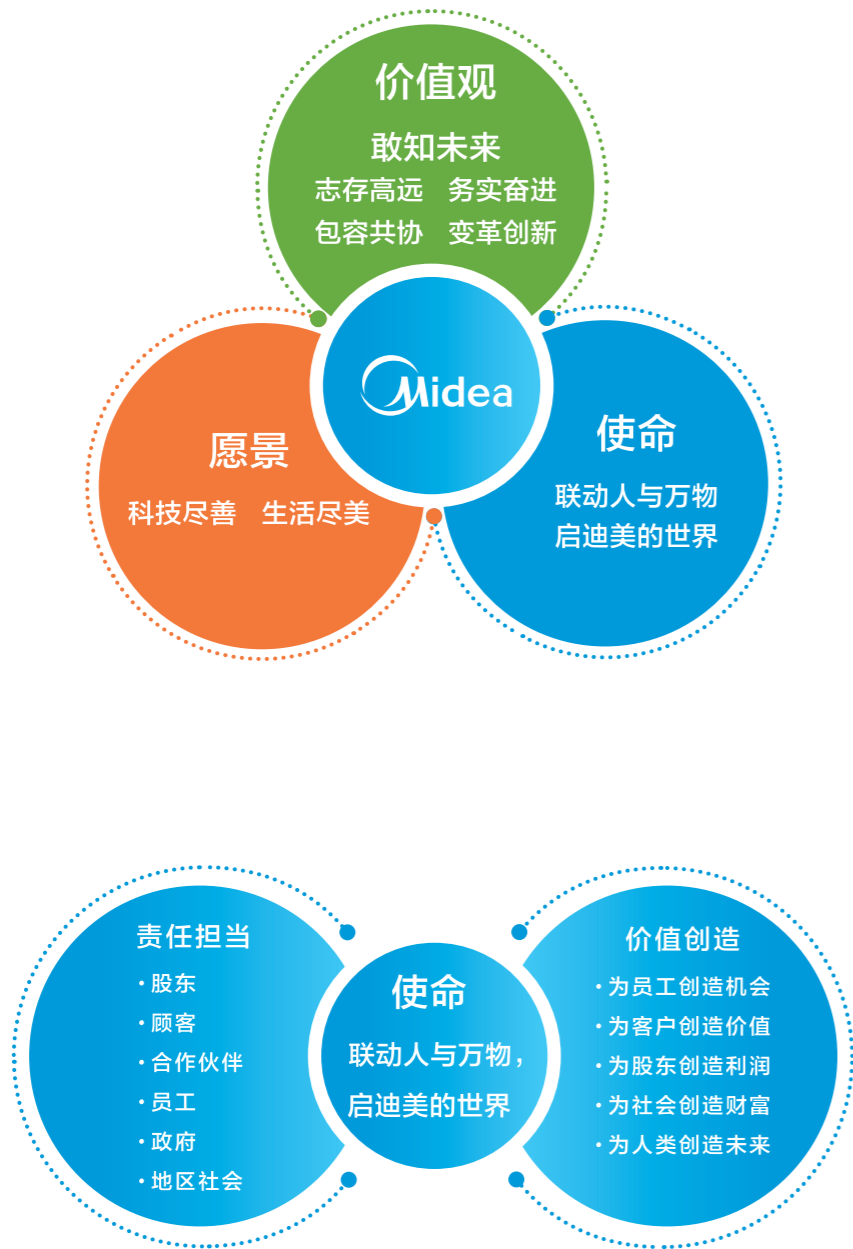 价值观
敢知未来
志存高远 务实奋进
包容共协 变革创新
Midea
愿景
科技尽善 生活尽美
使命
联动人与万物
启迪美的世界
责任担当
·股东
·顾客
·合作伙伴
·员工
·政府
·地区社会
使命
联动人与万物，
启迪美的世界
价值创造
·为员工创造机会
·为客户创造价值
·为股东创造利润
·为社会创造财富
·为人类创造未来